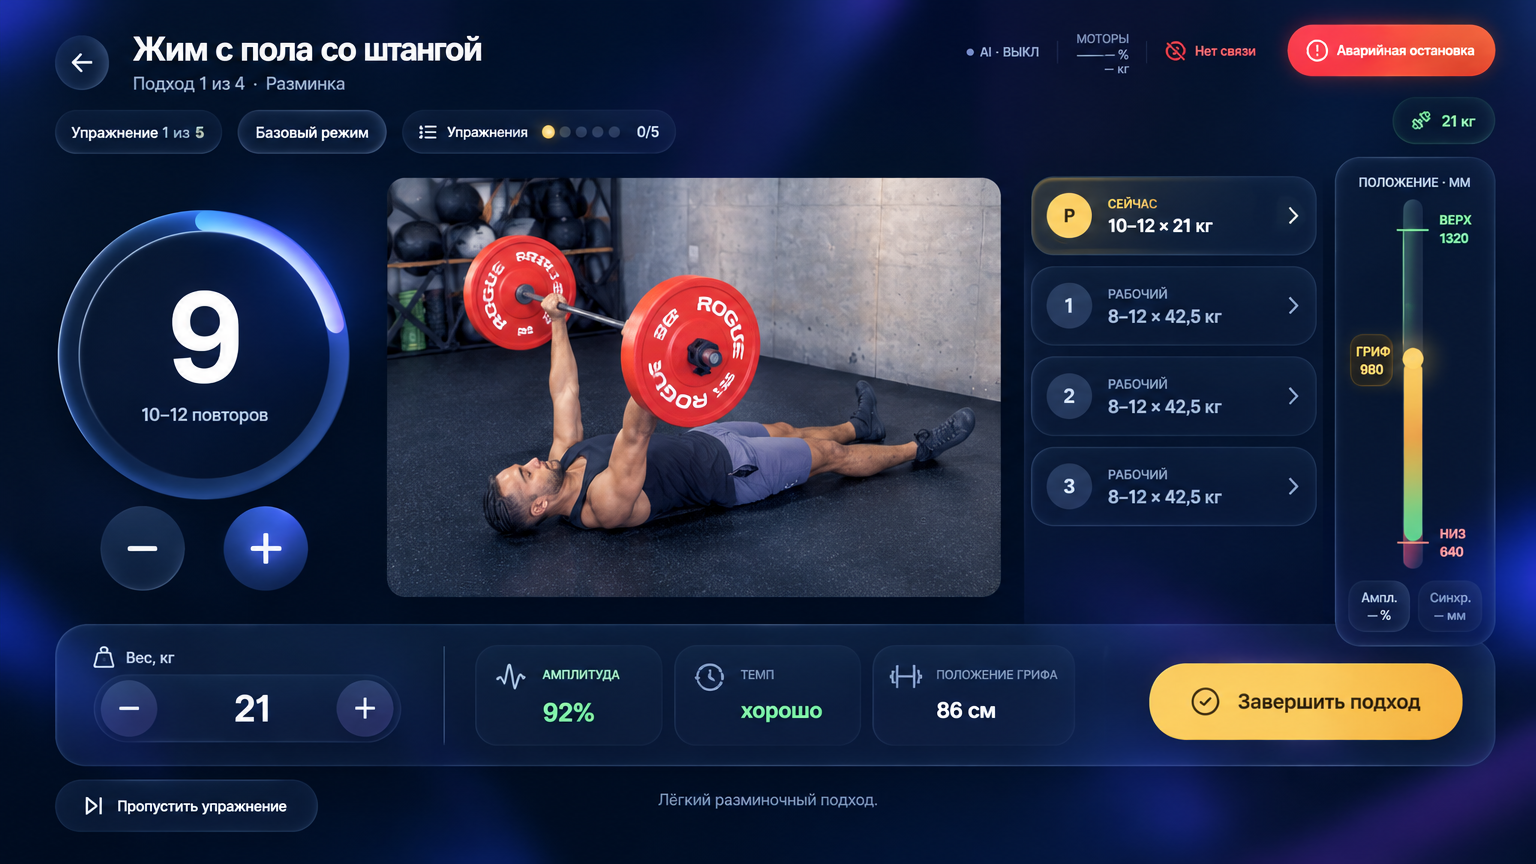 Жим с пола со штангой
Подход 1 из 4 · Разминка
AI · ВЫКЛ
МОТОРЫ
— %
— кг
Нет связи
Аварийная остановка
Упражнение 1 из 5
Базовый режим
Упражнения
0/5
21 кг
9
10–12 повторов
ROGUE
ROGUE
ROGUE
СЕЙЧАС
P
10–12 × 21 кг
РАБОЧИЙ
1
8–12 × 42,5 кг
РАБОЧИЙ
2
8–12 × 42,5 кг
РАБОЧИЙ
3
8–12 × 42,5 кг
ПОЛОЖЕНИЕ · ММ
ВЕРХ
1320
ГРИФ
980
НИЗ
640
Ампл.
— %
Синхр.
— мм
Вес, кг
21
АМПЛИТУДА
92%
ТЕМП
хорошо
ПОЛОЖЕНИЕ ГРИФА
86 см
Завершить подход
Пропустить упражнение
Лёгкий разминочный подход.